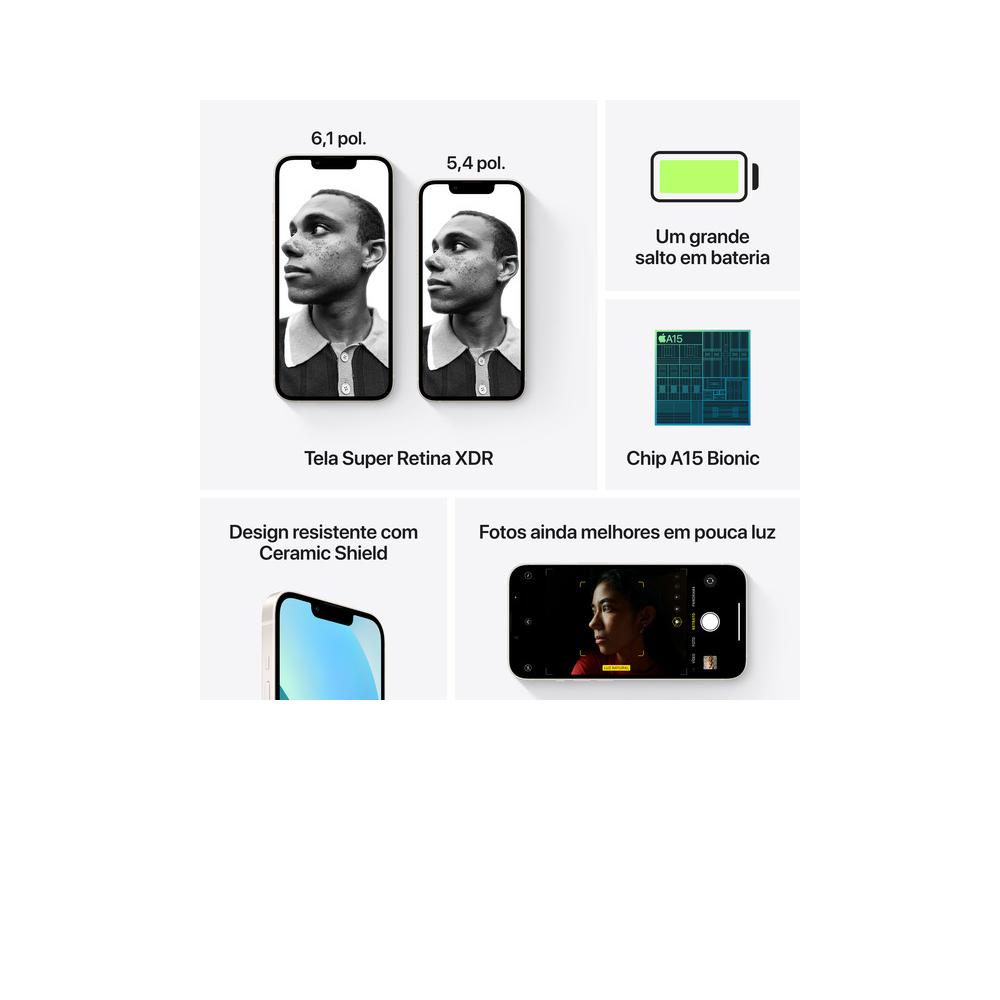 6,1 pol.
5,4 pol.
Tela Super Retina XDR
Um grande
salto em bateria
A15
Chip A15 Bionic
Design resistente com
Ceramic Shield
Fotos ainda melhores em pouca luz
LUZ NATURAL
VÍDEO
FOTO
RETRATO
PANORAMA